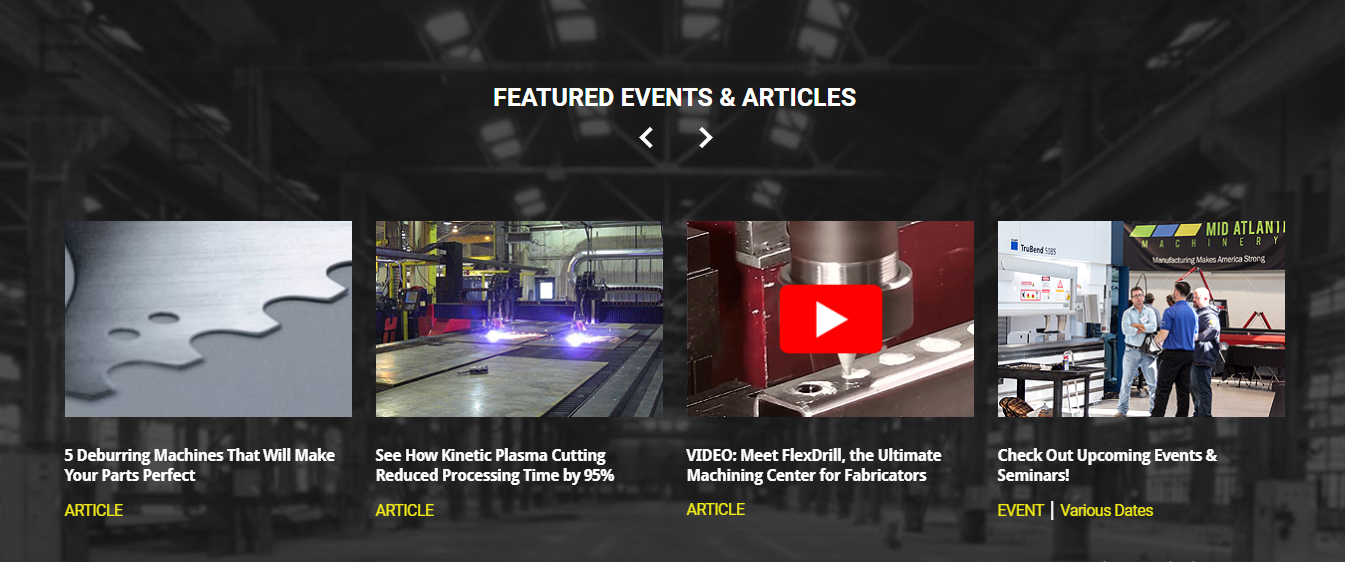 FEATURED EVENTS & ARTICLES
TruBend 5085
MID ATLANTI
MACHINERY
Manufacturing Makes America Strong
5 Deburring Machines That Will Make
Your Parts Perfect
ARTICLE
See How Kinetic Plasma Cutting
Reduced Processing Time by 95%
ARTICLE
VIDEO: Meet FlexDrill, the Ultimate
Machining Center for Fabricators
ARTICLE
Check Out Upcoming Events &
Seminars!
EVENT | Various Dates